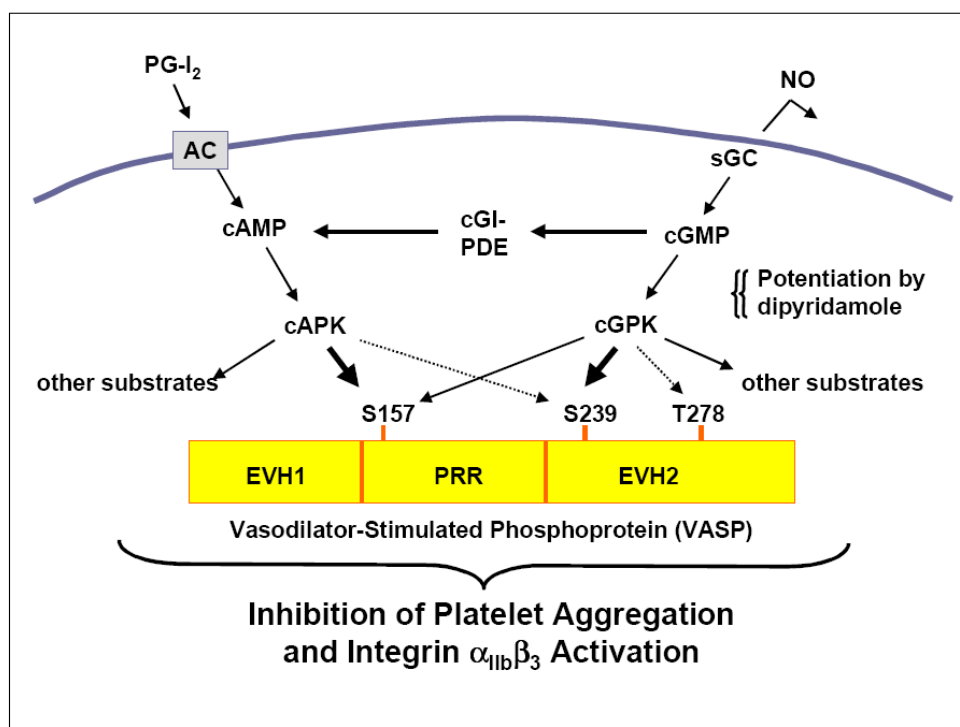 PG-I₂
NO
AC
sGC
cAMP
cGI-
PDE
cGMP
Potentiation by
dipyridamole
cAPK
cGPK
other substrates
other substrates
S157
S239
T278
EVH1
PRR
EVH2
Vasodilator-Stimulated Phosphoprotein (VASP)
Inhibition of Platelet Aggregation
and Integrin αIIbβ₃ Activation